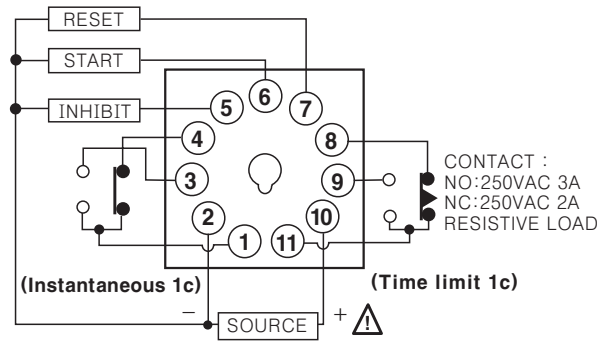 RESET
START
INHIBIT
6
5
7
4
8
3
9
2
10
1
11
CONTACT :
NO:250VAC 3A
NC:250VAC 2A
RESISTIVE LOAD
(Instantaneous 1c)
(Time limit 1c)
− SOURCE + !